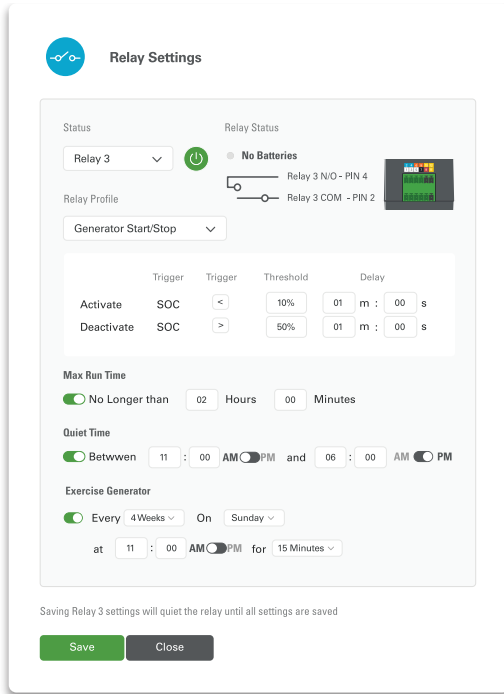 Relay Settings
Status
Relay Status
Relay 3
No Batteries
Relay 3 N/O - PIN 4
Relay 3 COM - PIN 2
Relay Profile
Generator Start/Stop
Trigger Trigger Threshold Delay
Activate SOC < 10% 01 m : 00 s
Deactivate SOC > 50% 01 m : 00 s
Max Run Time
No Longer than 02 Hours 00 Minutes
Quiet Time
Betwwen 11 : 00 AM PM and 06 : 00 AM PM
Exercise Generator
Every 4 Weeks On Sunday
at 11 : 00 AM PM for 15 Minutes
Saving Relay 3 settings will quiet the relay until all settings are saved
Save Close